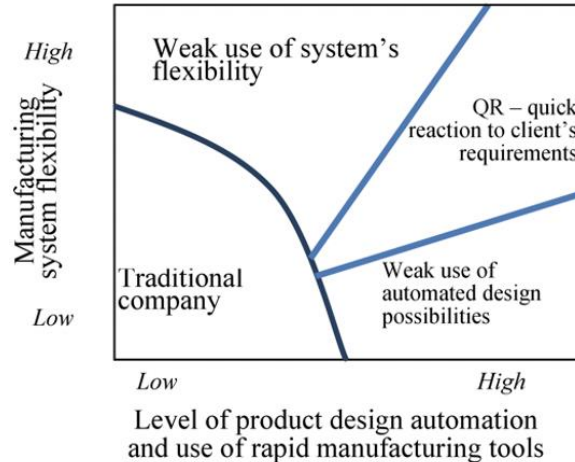 Manufacturing
system flexibility
High
Low
Weak use of system's
flexibility
QR – quick
reaction to client's
requirements
Traditional
company
Weak use of
automated design
possibilities
Low
High
Level of product design automation
and use of rapid manufacturing tools